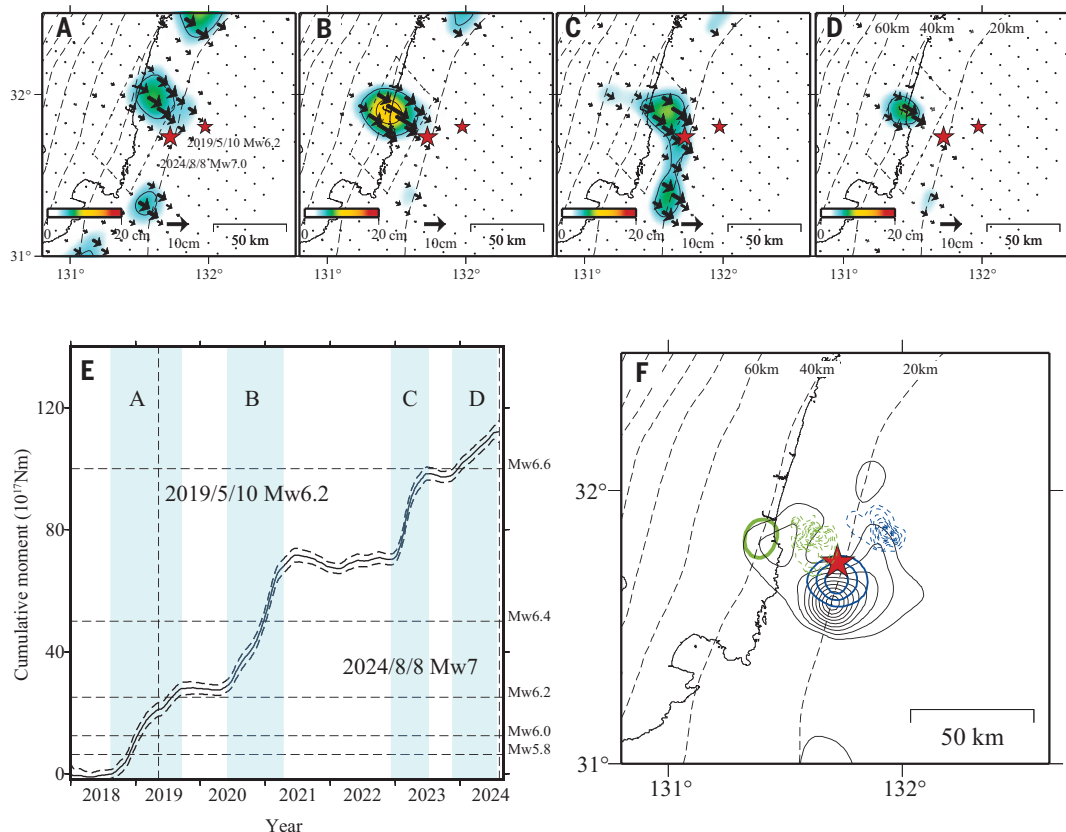 A
B
C
D
60km 40km 20km
32°
2019/5/10 Mw6.2
2024/8/8 Mw7.0
0 20 cm
10cm
50 km
0 20 cm
10cm
50 km
0 20 cm
10cm
50 km
0 20 cm
10cm
50 km
31°
131° 132°
131° 132°
131° 132°
131° 132°
E
A B C D
120
80
40
0
Cumulative moment (10¹⁷Nm)
Mw6.6
2019/5/10 Mw6.2
Mw6.4
2024/8/8 Mw7
Mw6.2
Mw6.0
Mw5.8
2018 2019 2020 2021 2022 2023 2024
Year
F
60km 40km 20km
32°
50 km
31°
131° 132°